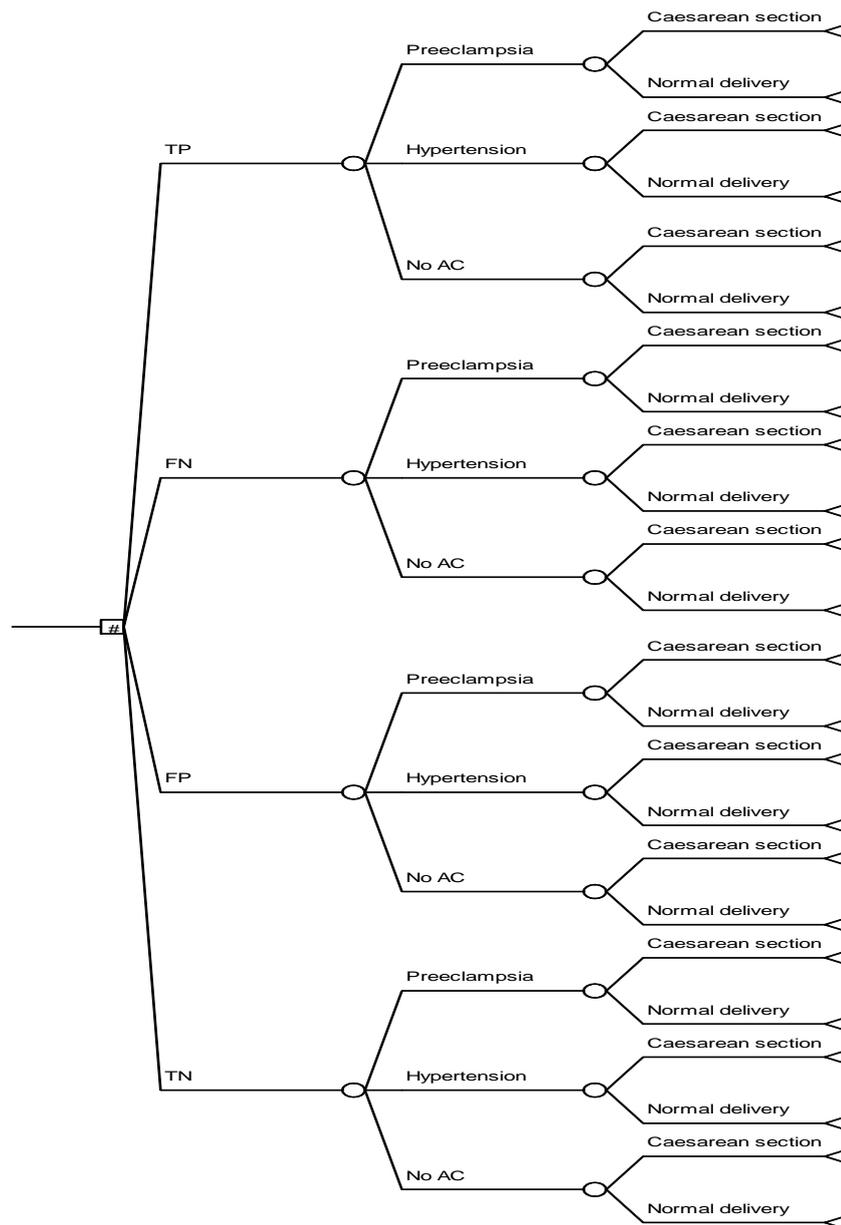 Caesarean section
Preeclampsia
Normal delivery
Caesarean section
TP
Hypertension
Normal delivery
Caesarean section
No AC
Normal delivery
Caesarean section
Preeclampsia
Normal delivery
Caesarean section
FN
Hypertension
Normal delivery
Caesarean section
No AC
Normal delivery
#
Caesarean section
Preeclampsia
Normal delivery
Caesarean section
FP
Hypertension
Normal delivery
Caesarean section
No AC
Normal delivery
Caesarean section
Preeclampsia
Normal delivery
Caesarean section
TN
Hypertension
Normal delivery
Caesarean section
No AC
Normal delivery